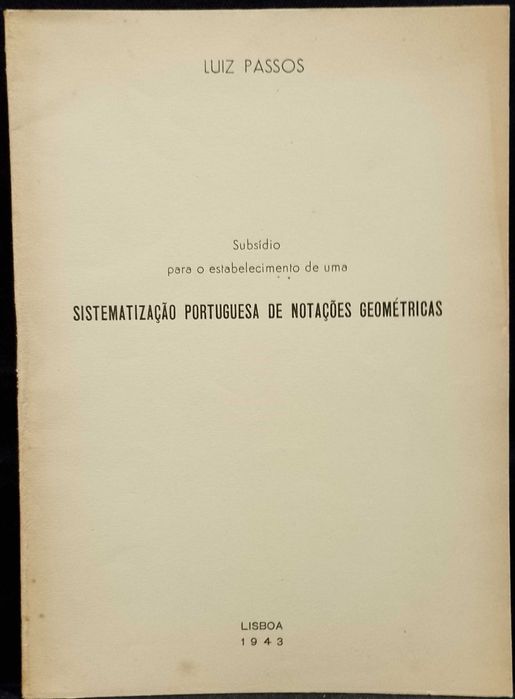 LUIZ PASSOS
Subsídio
para o estabelecimento de uma
SISTEMATIZAÇÃO PORTUGUESA DE NOTAÇÕES GEOMÉTRICAS
LISBOA
1943